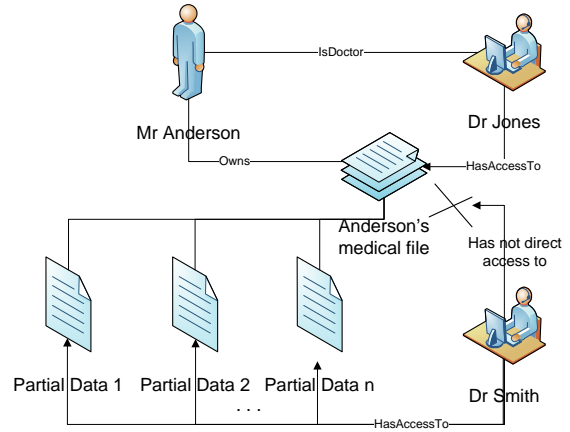 IsDoctor
Mr Anderson
Dr Jones
Owns
HasAccessTo
Anderson's
medical file
Has not direct
access to
Partial Data 1
Partial Data 2
Partial Data n
. . .
Dr Smith
HasAccessTo